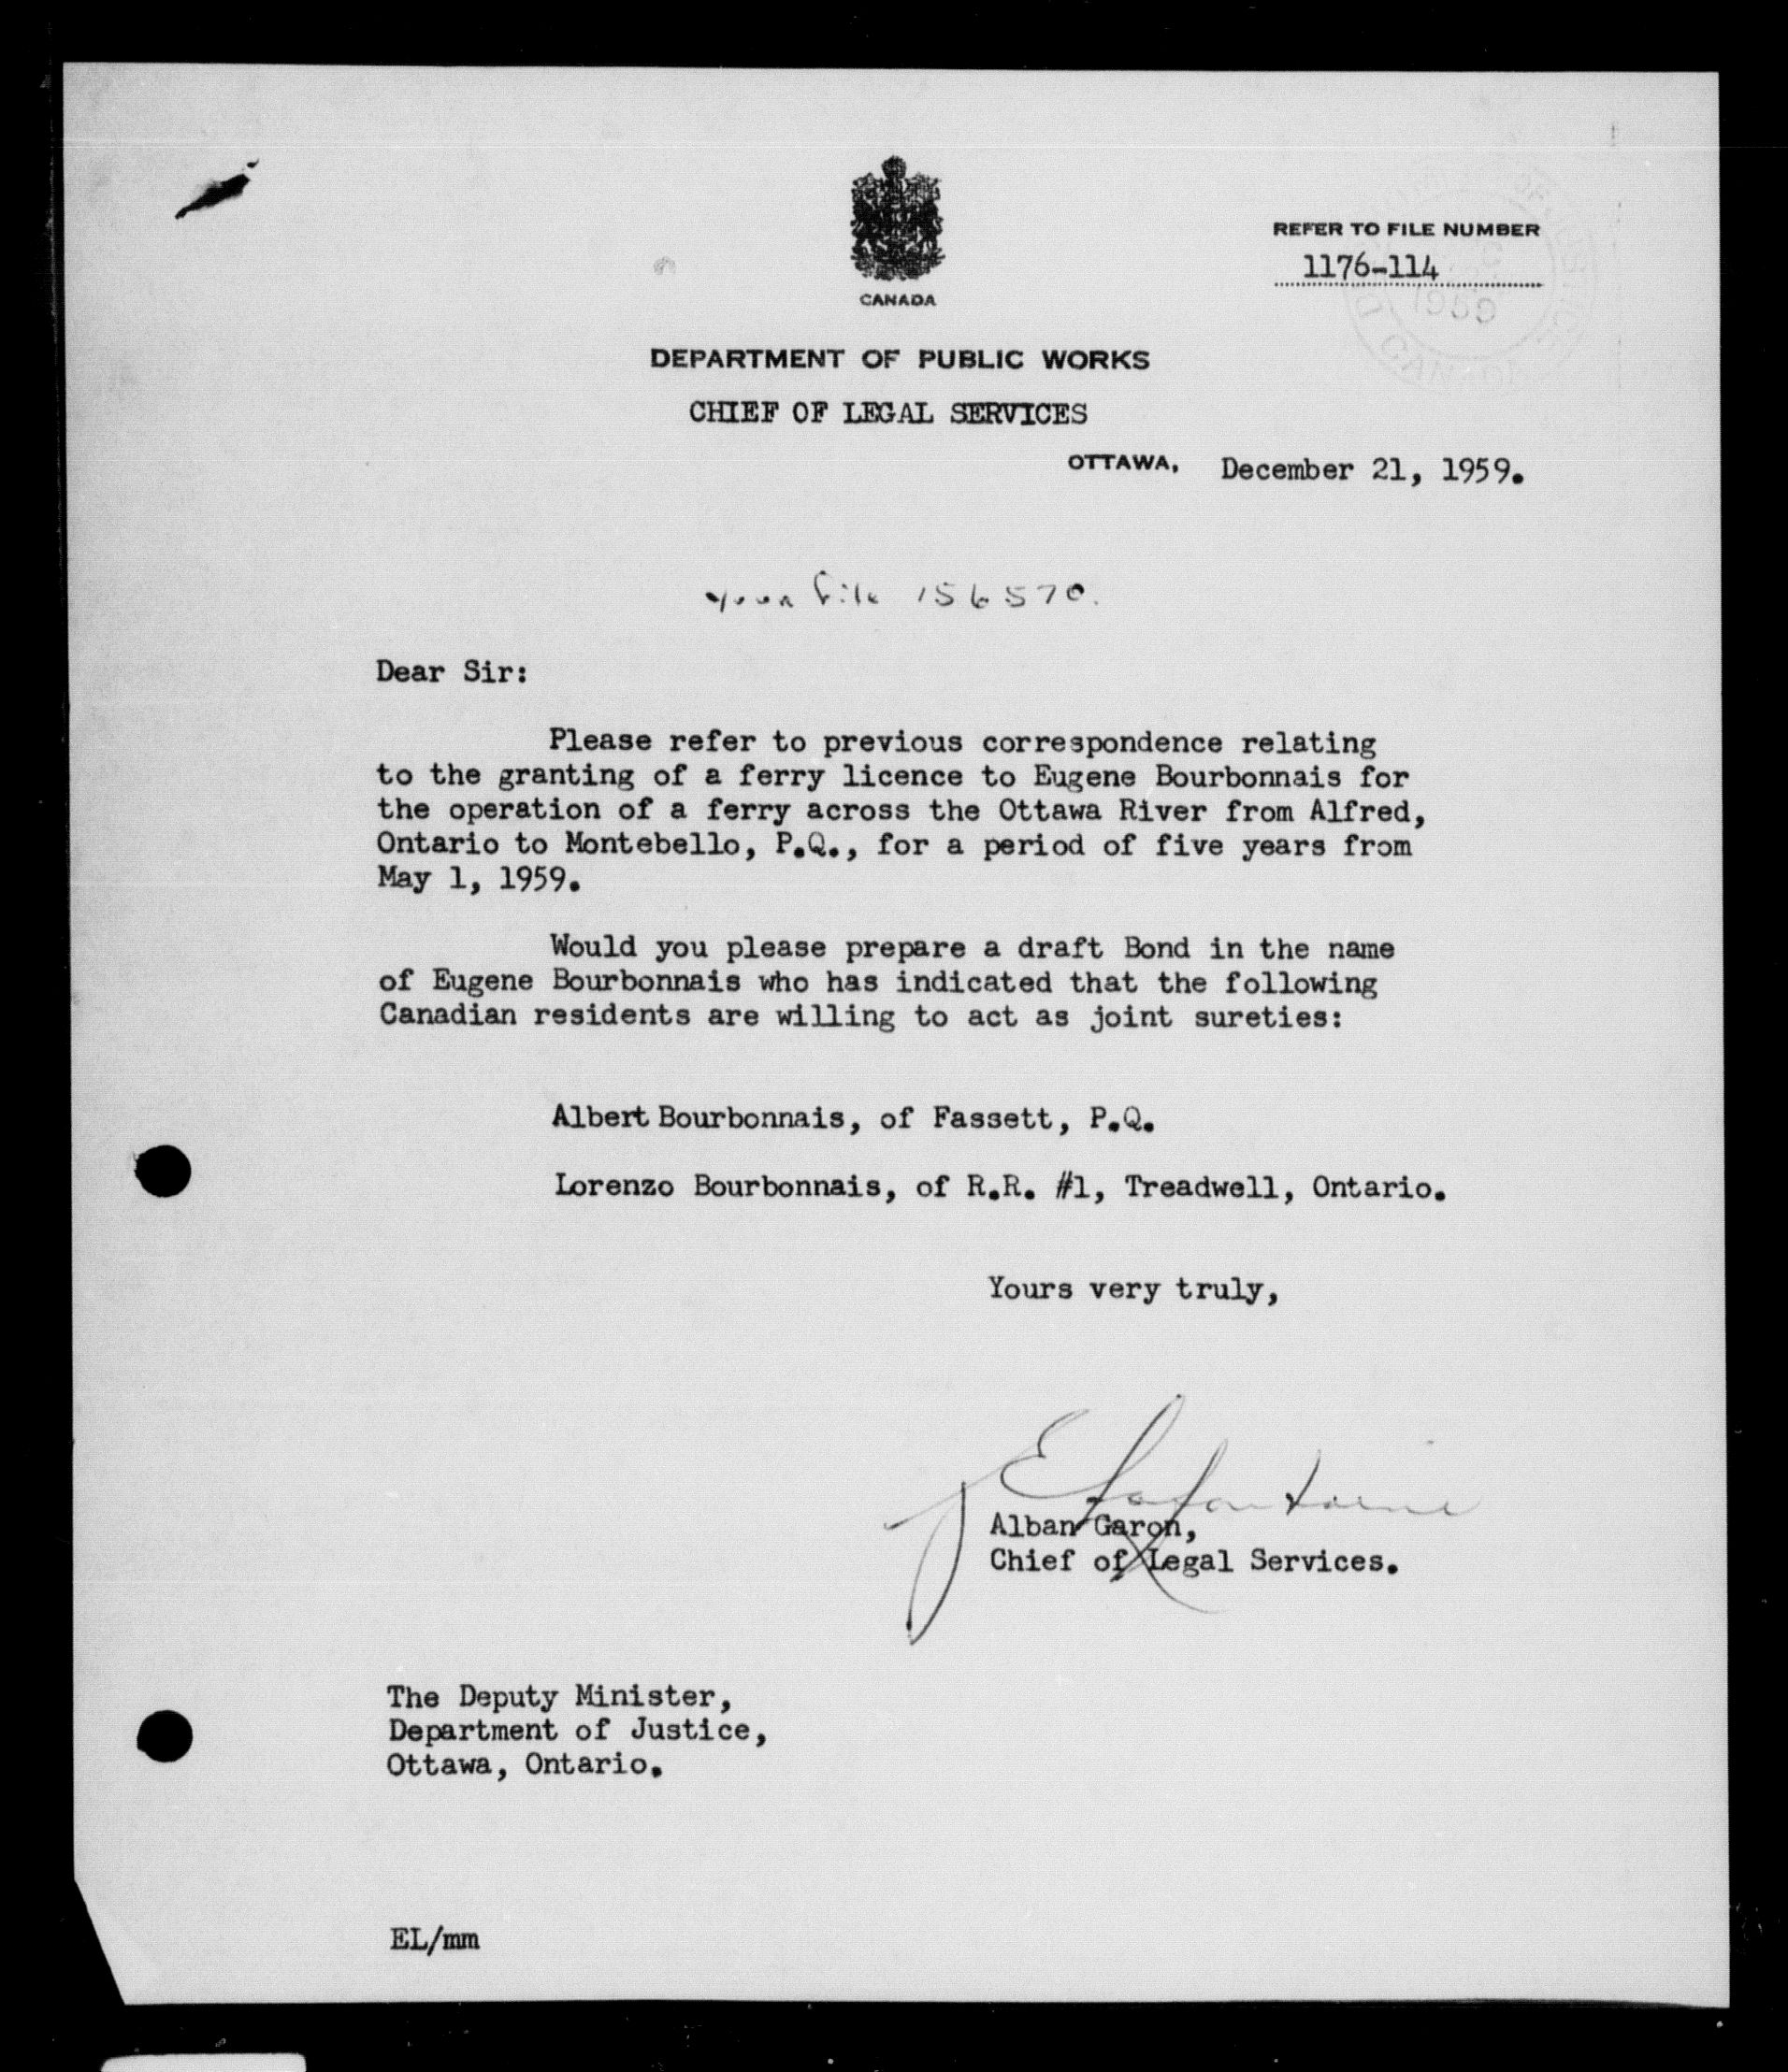 CANADA
REFER TO FILE NUMBER
1176-114
1959
CANADA
DEPARTMENT OF PUBLIC WORKS
CHIEF OF LEGAL SERVICES
OTTAWA, December 21, 1959.
your file 156570.
Dear Sir:
Please refer to previous correspondence relating
to the granting of a ferry licence to Eugene Bourbonnais for
the operation of a ferry across the Ottawa River from Alfred,
Ontario to Montebello, P.Q., for a period of five years from
May 1, 1959.
Would you please prepare a draft Bond in the name
of Eugene Bourbonnais who has indicated that the following
Canadian residents are willing to act as joint sureties:
Albert Bourbonnais, of Fassett, P.Q.
Lorenzo Bourbonnais, of R.R. #1, Treadwell, Ontario.
Yours very truly,
E Lafontaine
Alban Garon,
Chief of Legal Services.
The Deputy Minister,
Department of Justice,
Ottawa, Ontario.
EL/mm